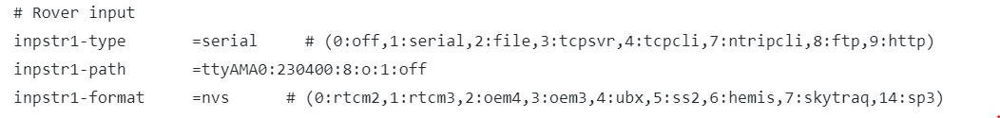 # Rover input
inpstr1-type       =serial     # (0:off,1:serial,2:file,3:tcpsvr,4:tcpcli,7:ntripcli,8:ftp,9:http)
inpstr1-path       =ttyAMA0:230400:8:o:1:off
inpstr1-format     =nvs     # (0:rtcm2,1:rtcm3,2:oem4,3:oem3,4:ubx,5:ss2,6:hemis,7:skytraq,14:sp3)